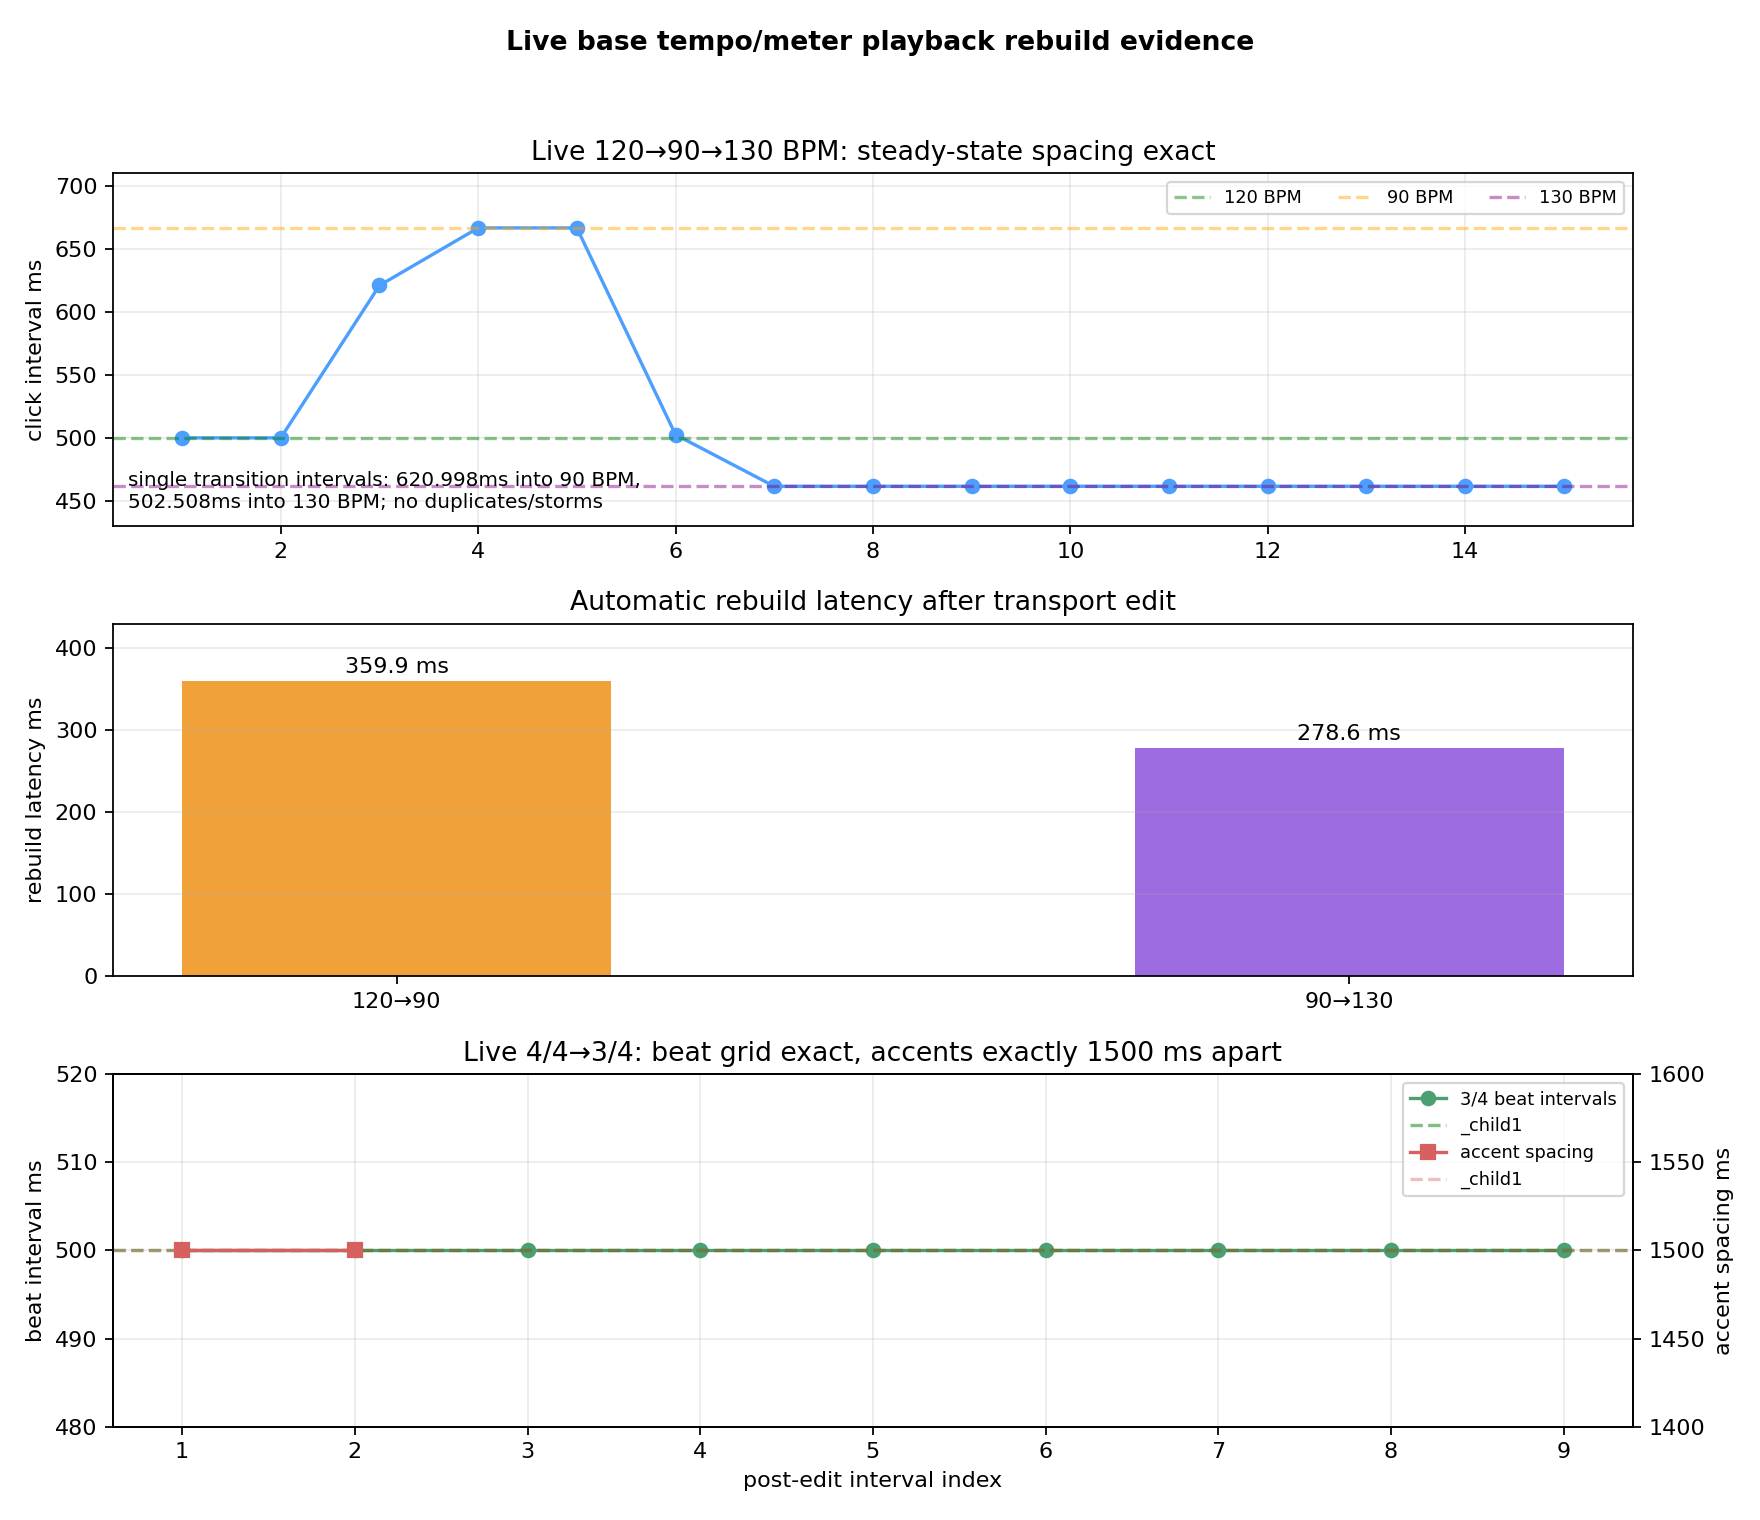 Live base tempo/meter playback rebuild evidence
Live 120→90→130 BPM: steady-state spacing exact
click interval ms
700
650
600
550
500
450
120 BPM
90 BPM
130 BPM
single transition intervals: 620.998ms into 90 BPM,
502.508ms into 130 BPM; no duplicates/storms
2
4
6
8
10
12
14
Automatic rebuild latency after transport edit
rebuild latency ms
400
300
200
100
0
359.9 ms
278.6 ms
120→90
90→130
Live 4/4→3/4: beat grid exact, accents exactly 1500 ms apart
beat interval ms
520
510
500
490
480
3/4 beat intervals
_child1
accent spacing
_child1
1600
1550
1500
1450
1400
accent spacing ms
1
2
3
4
5
6
7
8
9
post-edit interval index